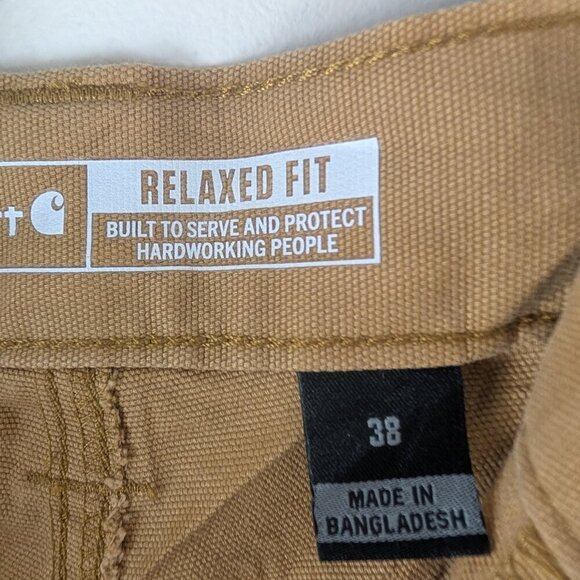 RELAXED FIT
BUILT TO SERVE AND PROTECT
HARDWORKING PEOPLE
38
MADE IN
BANGLADESH